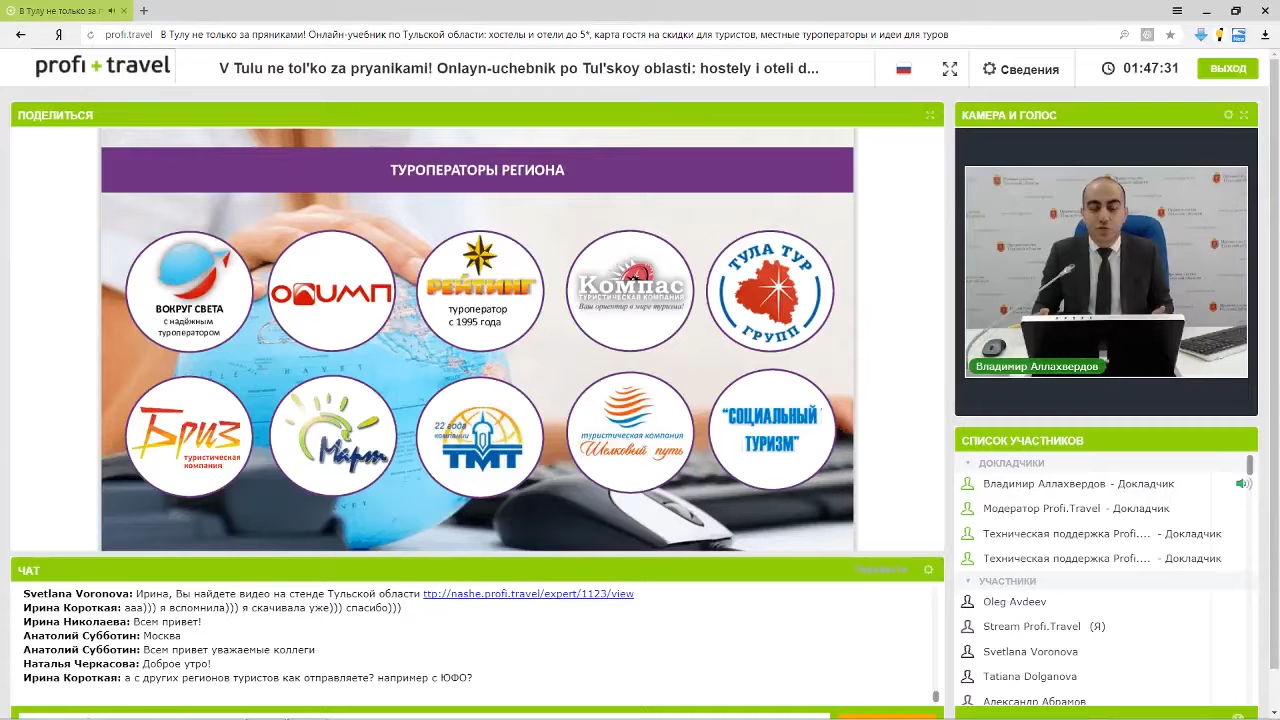 В Тулу не только за п
profi.travel В Тулу не только за пряниками! Онлайн-учебник по Тульской области: хостелы и отели до 5*, карта гостя на скидки для туристов, местные туроператоры и идеи для туров
profi + travel
V Tulu ne tol'ko za pryanikami! Onlayn-uchebnik po Tul'skoy oblasti: hostely i oteli d...
Сведения
01:47:31
ВЫХОД
ПОДЕЛИТЬСЯ
ТУРОПЕРАТОРЫ РЕГИОНА
ВОКРУГ СВЕТА
с надёжным
туроператором
ОЛИМП
РЕЙТИНГ
туроператор
с 1995 года
Компас
ТУРИСТИЧЕСКАЯ КОМПАНИЯ
Ваш ориентир в мире туризма!
ТУЛА ТУР
ГРУПП
Бриз
туристическая
компания
Март
22 года
компании
ТМТ
туристическая компания
Шелковый путь
"СОЦИАЛЬНЫЙ
ТУРИЗМ"
КАМЕРА И ГОЛОС
Владимир Аллахвердов
СПИСОК УЧАСТНИКОВ
ДОКЛАДЧИКИ
Владимир Аллахвердов - Докладчик
Модератор Profi.Travel - Докладчик
Техническая поддержка Profi.... - Докладчик
Техническая поддержка Profi.... - Докладчик
УЧАСТНИКИ
Oleg Avdeev
Stream Profi.Travel (Я)
Svetlana Voronova
Tatiana Dolganova
Александр Абрамов
ЧАТ
Svetlana Voronova: Ирина, Вы найдете видео на стенде Тульской области ttp://nashe.profi.travel/expert/1123/view
Ирина Короткая: ааа))) я вспомнила))) я скачивала уже))) спасибо)))
Ирина Николаева: Всем привет!
Анатолий Субботин: Москва
Анатолий Субботин: Всем привет уважаемые коллеги
Наталья Черкасова: Доброе утро!
Ирина Короткая: а с других регионов туристов как отправляете? например с ЮФО?